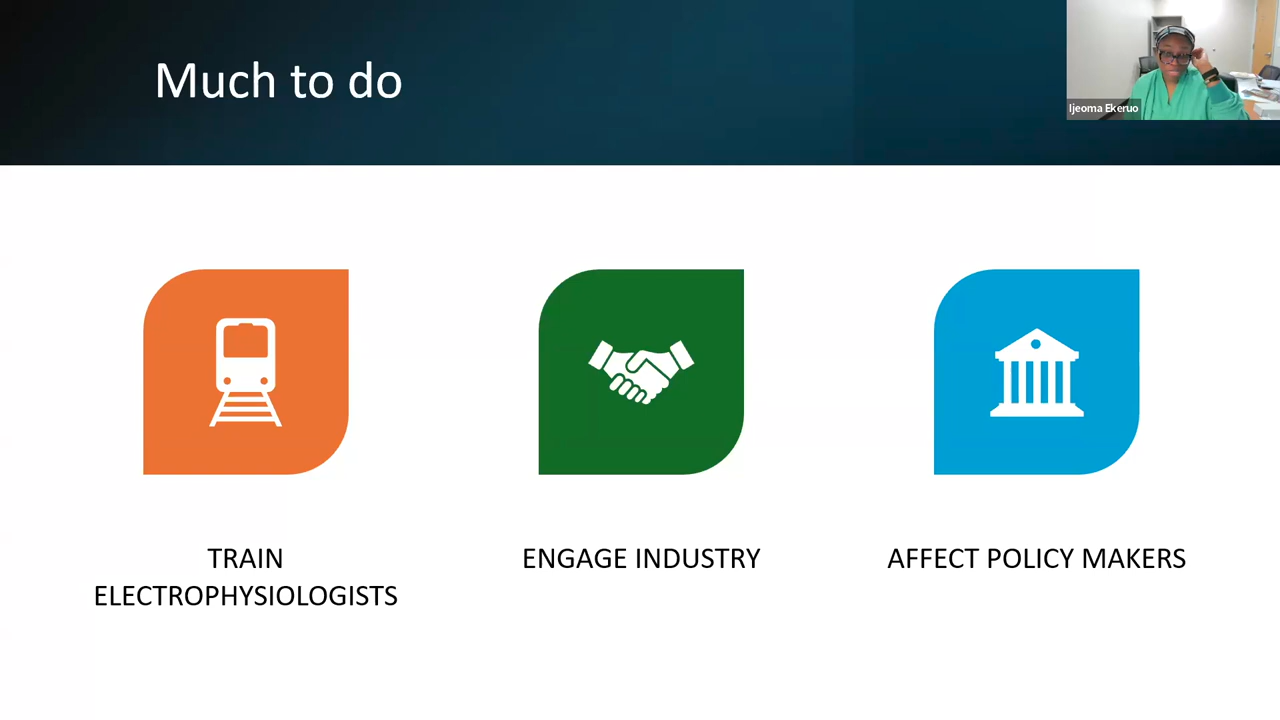 Much to do
Ijeoma Ekeruo
TRAIN
ELECTROPHYSIOLOGISTS
ENGAGE INDUSTRY
AFFECT POLICY MAKERS